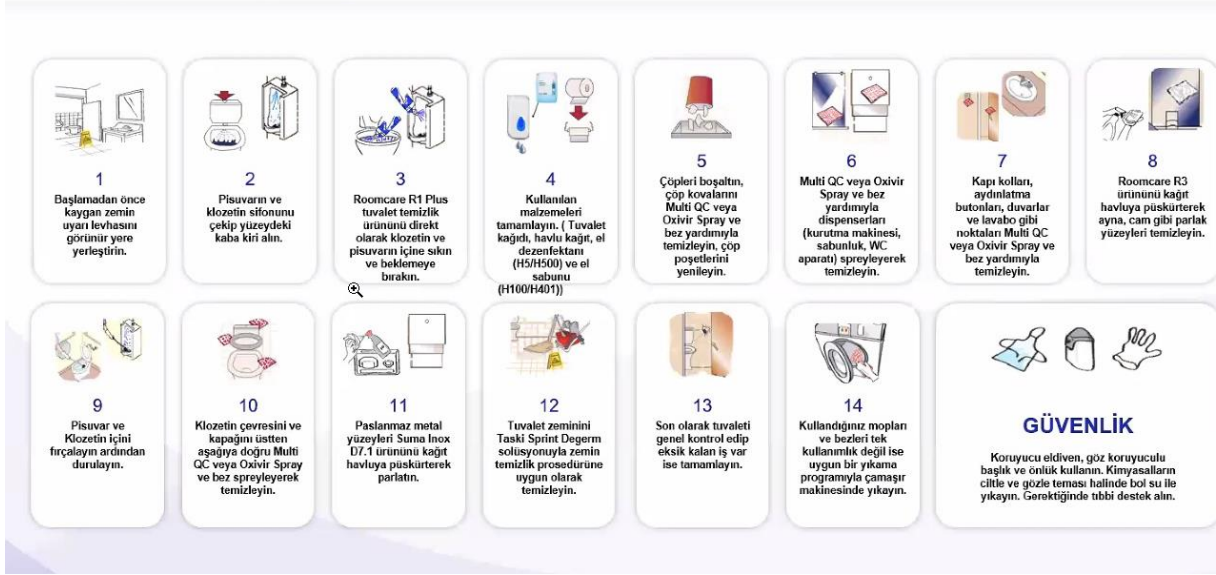 1
Başlamadan önce
kaygan zemin
uyarı levhasını
görünür yere
yerleştirin.
2
Pisuvarın ve
klozetin sifonunu
çekip yüzeydeki
kaba kiri alın.
3
Roomcare R1 Plus
tuvalet temizlik
ürününü direkt
olarak klozetin ve
pisuvarın içine sıkın
ve beklemeye
bırakın.
4
Kullanılan
malzemeleri
tamamlayın. ( Tuvalet
kağıdı, havlu kağıt, el
dezenfektanı
(H5/H500) ve el
sabunu
(H100/H401))
5
Çöpleri boşaltın,
çöp kovalarını
Multi QC veya
Oxivir Spray ve
bez yardımıyla
temizleyin, çöp
poşetlerini
yenileyin.
6
Multi QC veya Oxivir
Spray ve bez
yardımıyla
dispenserları
(kurutma makinesi,
sabunluk, WC
aparatı) spreyleyerek
temizleyin.
7
Kapı kolları,
aydınlatma
butonları, duvarlar
ve lavabo gibi
noktaları Multi QC
veya Oxivir Spray ve
bez yardımıyla
temizleyin.
8
Roomcare R3
ürününü kağıt
havluya püskürterek
ayna, cam gibi parlak
yüzeyleri temizleyin.
9
Pisuvar ve
Klozetin içini
fırçalayın ardından
durulayın.
10
Klozetin çevresini ve
kapağını üstten
aşağıya doğru Multi
QC veya Oxivir Spray
ve bez spreyleyerek
temizleyin.
11
Paslanmaz metal
yüzeyleri Suma Inox
D7.1 ürününü kağıt
havluya püskürterek
parlatın.
12
Tuvalet zeminini
Taski Sprint Degerm
solüsyonuyla zemin
temizlik prosedürüne
uygun olarak
temizleyin.
13
Son olarak tuvaleti
genel kontrol edip
eksik kalan iş var
ise tamamlayın.
14
Kullandığınız mopları
ve bezleri tek
kullanımlık değil ise
uygun bir yıkama
programıyla çamaşır
makinesinde yıkayın.
GÜVENLİK
Koruyucu eldiven, göz koruyuculu
başlık ve önlük kullanın. Kimyasalların
ciltle ve gözle teması halinde bol su ile
yıkayın. Gerektiğinde tıbbi destek alın.